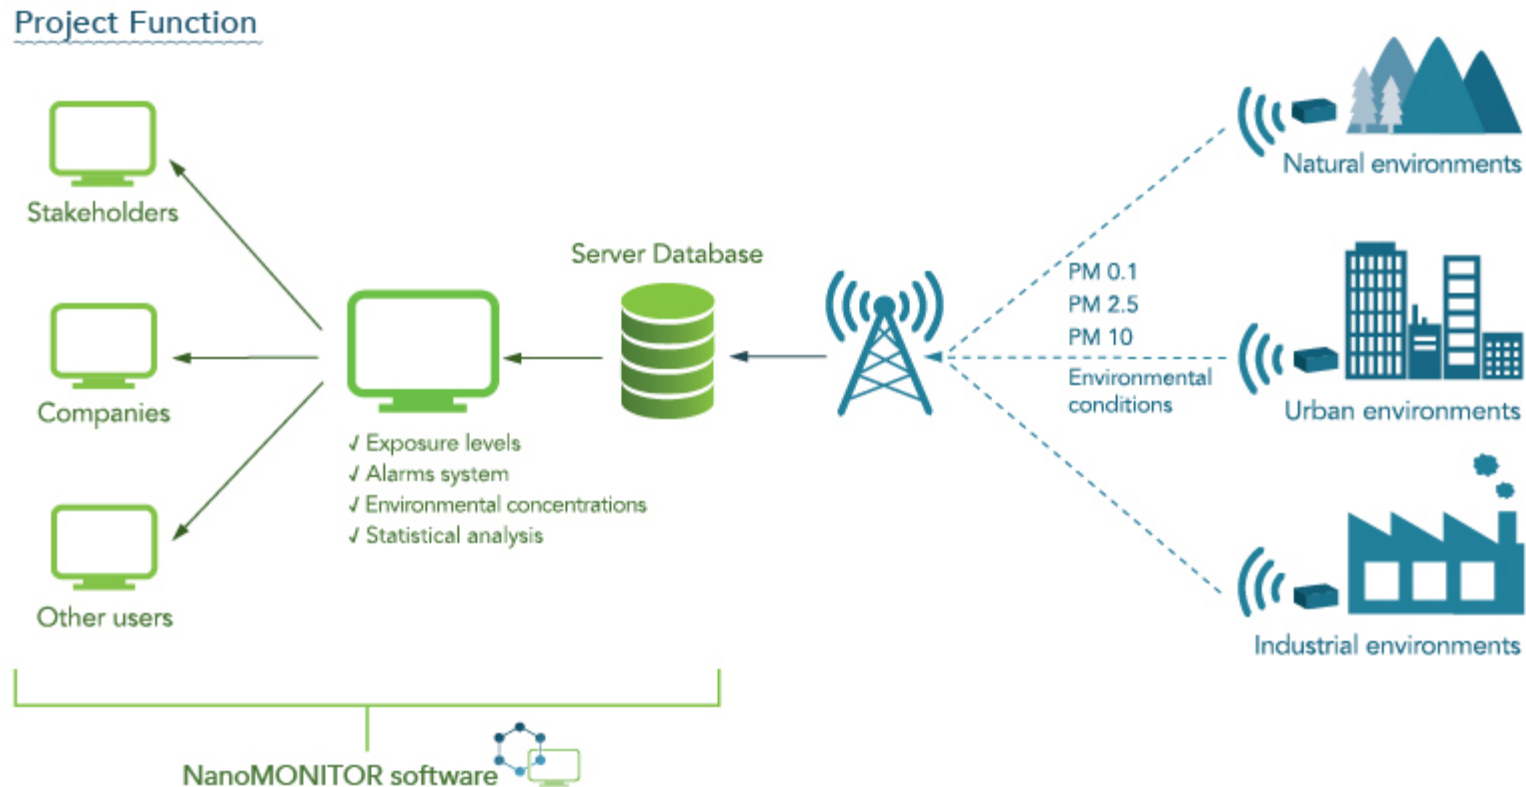 Project Function
Stakeholders
Companies
Other users
✓ Exposure levels
✓ Alarms system
✓ Environmental concentrations
✓ Statistical analysis
Server Database
PM 0.1
PM 2.5
PM 10
Environmental
conditions
Natural environments
Urban environments
Industrial environments
NanoMONITOR software